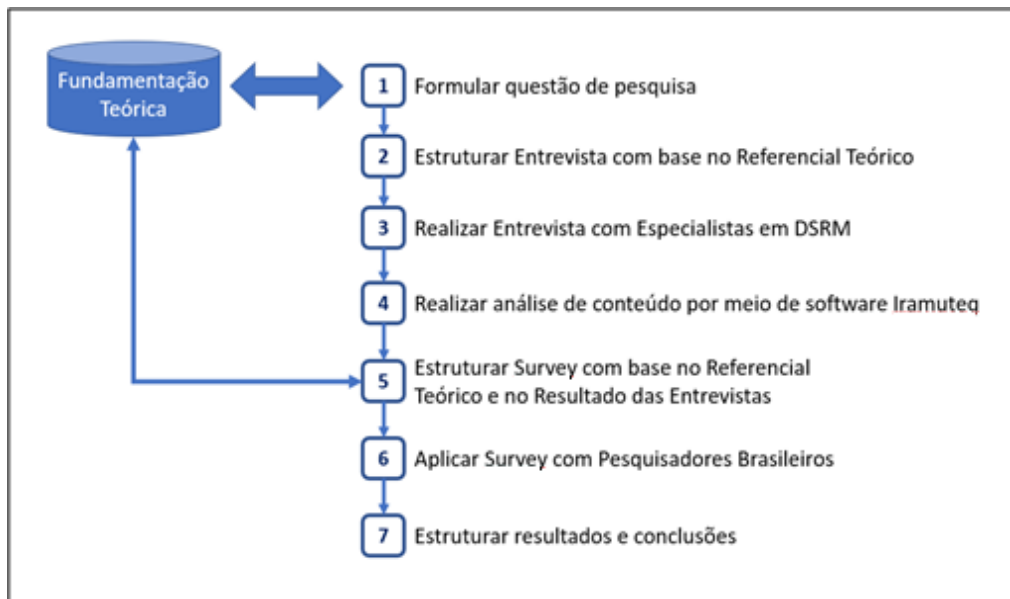 Fundamentação
Teórica
1 Formular questão de pesquisa
2 Estruturar Entrevista com base no Referencial Teórico
3 Realizar Entrevista com Especialistas em DSRM
4 Realizar análise de conteúdo por meio de software Iramuteq
5 Estruturar Survey com base no Referencial
Teórico e no Resultado das Entrevistas
6 Aplicar Survey com Pesquisadores Brasileiros
7 Estruturar resultados e conclusões